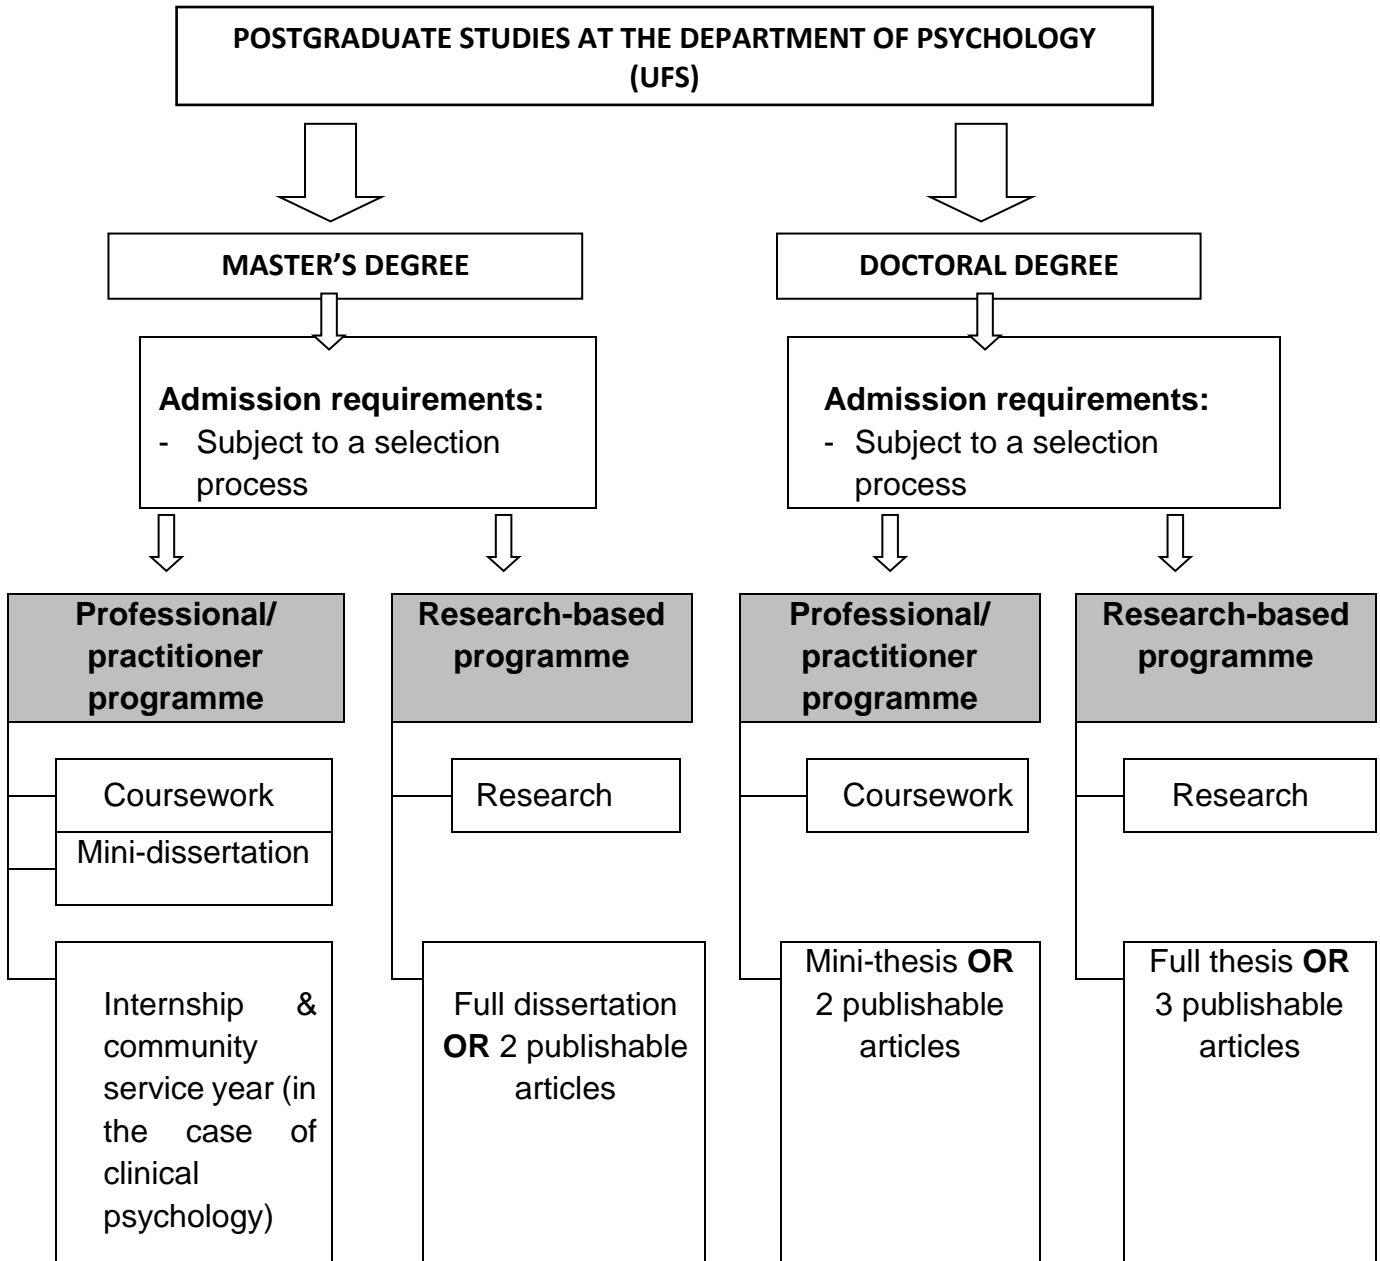 POSTGRADUATE STUDIES AT THE DEPARTMENT OF PSYCHOLOGY
(UFS)
MASTER'S DEGREE
DOCTORAL DEGREE
Admission requirements:
- Subject to a selection
process
Admission requirements:
- Subject to a selection
process
Professional/
practitioner
programme
Research-based
programme
Professional/
practitioner
programme
Research-based
programme
Coursework
Mini-dissertation
Internship &
community
service year (in
the case of
clinical
psychology)
Research
Full dissertation
OR 2 publishable
articles
Coursework
Mini-thesis OR
2 publishable
articles
Research
Full thesis OR
3 publishable
articles